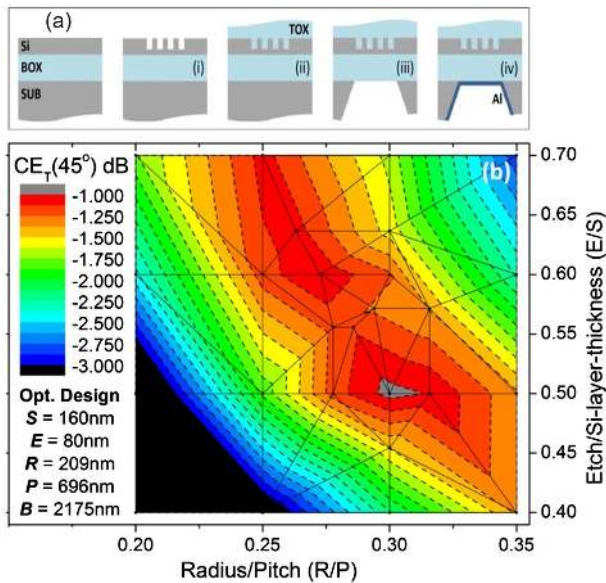 (a)
TOX
Si
BOX
SUB
(i)
(ii)
(iii)
(iv)
Al
CE_T(45°) dB
(b)
-1.000
-1.250
-1.500
-1.750
-2.000
-2.250
-2.500
-2.750
-3.000
Opt. Design
S = 160nm
E = 80nm
R = 209nm
P = 696nm
B = 2175nm
0.70
0.65
0.60
0.55
0.50
0.45
0.40
Etch/Si-layer-thickness (E/S)
0.20
0.25
0.30
0.35
Radius/Pitch (R/P)